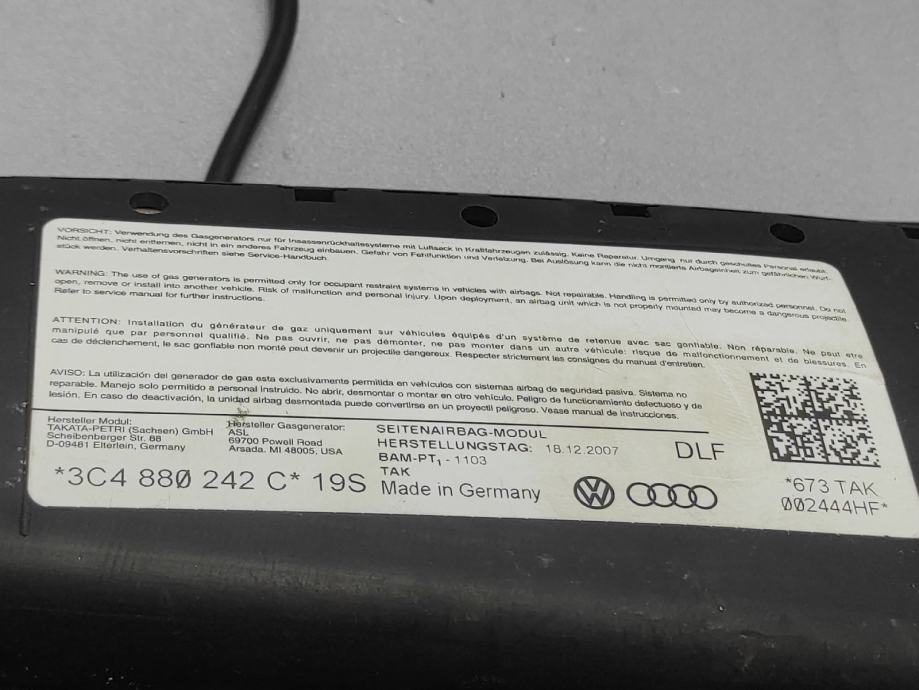 VORSICHT: Verwendung des Gasgenerators nur für Insassenrückhaltesysteme mit Luftsack in Kraftfahrzeugen zulässig. Keine Reparatur. Umgang nur durch geschultes Personal erlaubt.
Nicht öffnen, nicht entfernen, nicht in ein anderes Fahrzeug einbauen. Gefahr von Fehlfunktion und Verletzung. Bei Auslösung kann die nicht montierte Airbageinheit zum gefährlichen Wurf-
stück werden. Verhaltensvorschriften siehe Service-Handbuch.
WARNING: The use of gas generators is permitted only for occupant restraint systems in vehicles with airbags. Not repairable. Handling is permitted only by authorized personnel. Do not
open, remove or install into another vehicle. Risk of malfunction and personal injury. Upon deployment, an airbag unit which is not properly mounted may become a dangerous projectile.
Refer to service manual for further instructions.
ATTENTION: Installation du générateur de gaz uniquement sur véhicules équipés d'un système de retenue avec sac gonflable. Non réparable. Ne peut etre
manipulé que par personnel qualifié. Ne pas ouvrir, ne pas démonter, ne pas monter dans un autre véhicule: risque de malfonctionnement et de blessures. En
cas de déclenchement, le sac gonflable non monté peut devenir un projectile dangereux. Respecter strictement les consignes du manuel d'entretien.
AVISO: La utilización del generador de gas esta exclusivamente permitida en vehículos con sistemas airbag de seguridad pasiva. Sistema no
reparable. Manejo solo permitido a personal instruido. No abrir, desmontar o montar en otro vehículo. Peligro de funcionamiento defectuoso y de
lesión. En caso de deactivación, la unidad airbag desmontada puede convertirse en un proyectil peligroso. Vease manual de instrucciones.
Hersteller Modul:
TAKATA-PETRI (Sachsen) GmbH
Scheibenberger Str. 88
D-09481 Elterlein, Germany
Hersteller Gasgenerator:
ASL
69700 Powell Road
Arsada. MI 48005, USA
SEITENAIRBAG-MODUL
HERSTELLUNGSTAG: 18.12.2007
BAM-PT₁-1103
TAK
DLF
*3C4 880 242 C* 19S
Made in Germany
*673 TAK
002444HF*